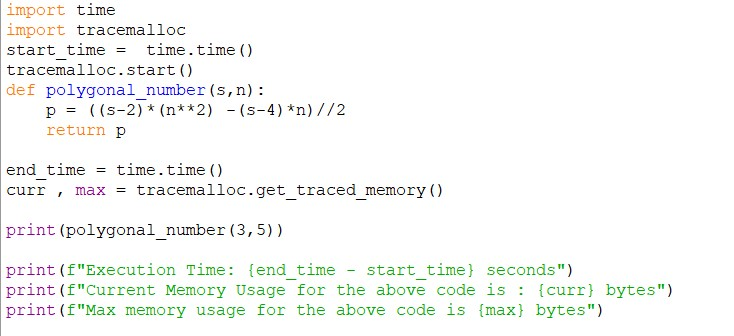 import time
import tracemalloc
start_time =  time.time()
tracemalloc.start()
def polygonal_number(s,n):
    p = ((s-2)*(n**2) -(s-4)*n)//2
    return p

end_time = time.time()
curr , max = tracemalloc.get_traced_memory()

print(polygonal_number(3,5))

print(f"Execution Time: {end_time - start_time} seconds")
print(f"Current Memory Usage for the above code is : {curr} bytes")
print(f"Max memory usage for the above code is {max} bytes")